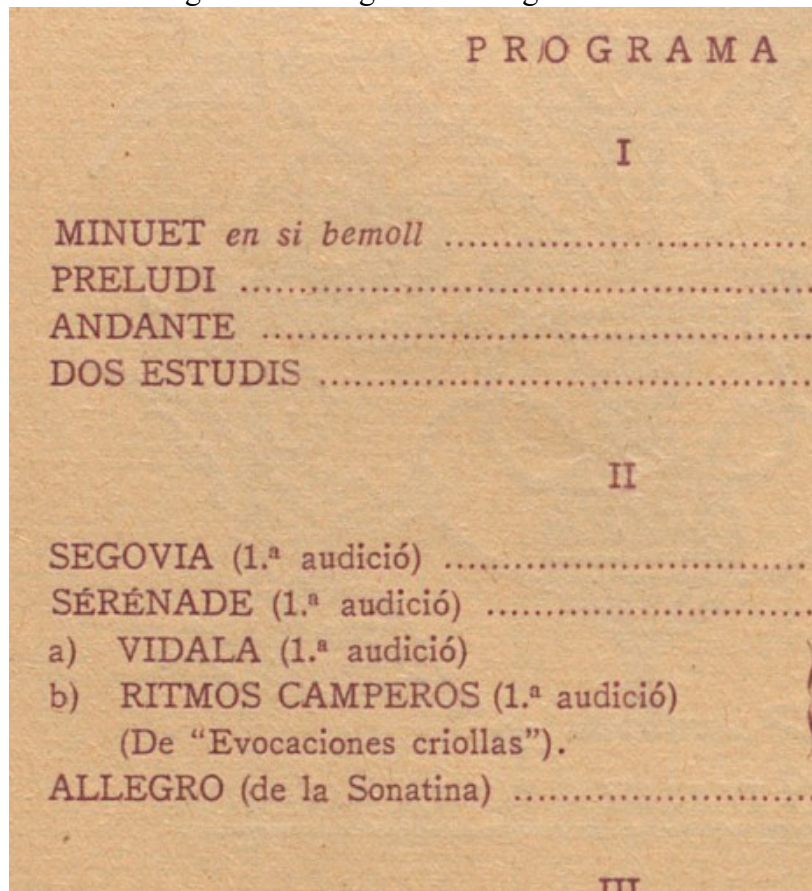 P R O G R A M A
I
MINUET en si bemoll ........................................
PRELUDI ........................................................
ANDANTE ......................................................
DOS ESTUDIS ................................................
II
SEGOVIA (1.ª audició) ....................................
SÉRÉNADE (1.ª audició) ................................
a) VIDALA (1.ª audició)
b) RITMOS CAMPEROS (1.ª audició)
(De “Evocaciones criollas”).
ALLEGRO (de la Sonatina) ..............................
III